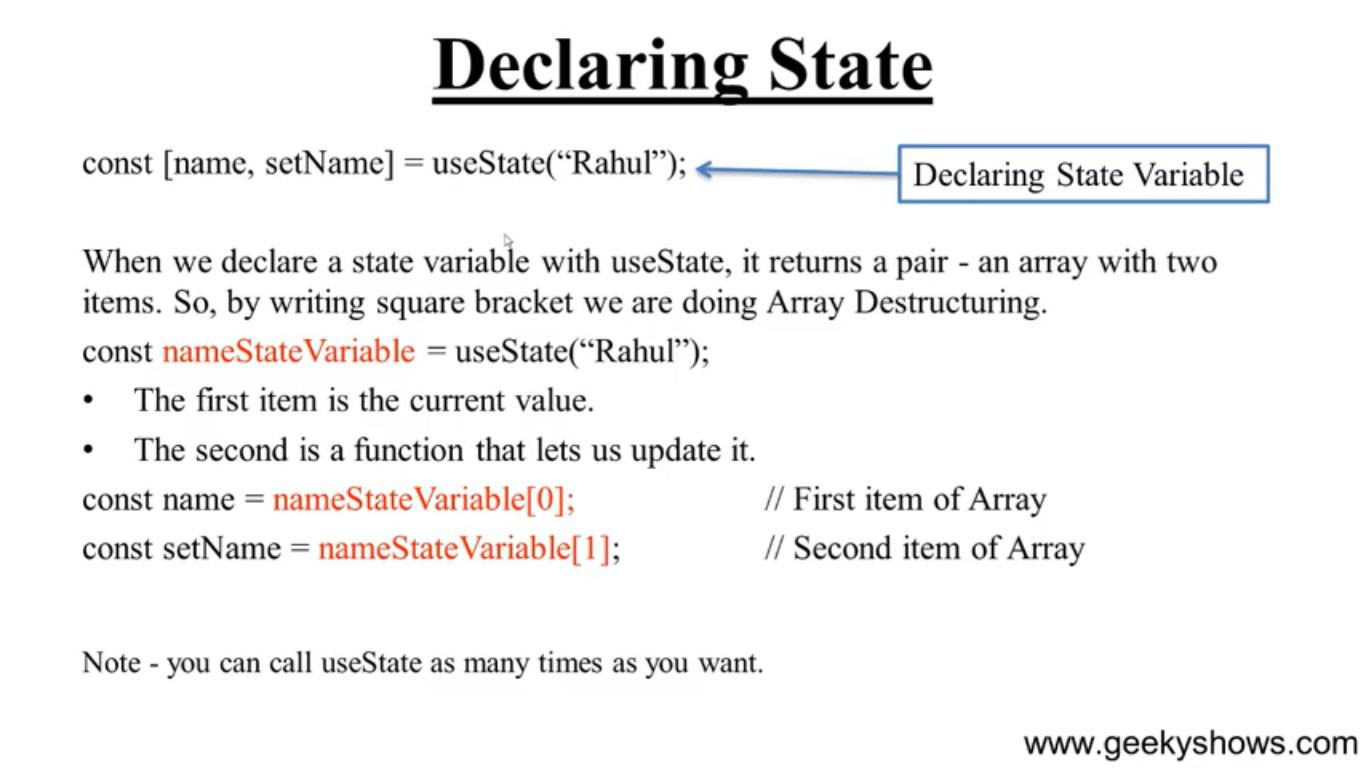 Declaring State
const [name, setName] = useState(“Rahul”);
Declaring State Variable
When we declare a state variable with useState, it returns a pair - an array with two
items. So, by writing square bracket we are doing Array Destructuring.
const nameStateVariable = useState(“Rahul”);
• The first item is the current value.
• The second is a function that lets us update it.
const name = nameStateVariable[0]; // First item of Array
const setName = nameStateVariable[1]; // Second item of Array
Note - you can call useState as many times as you want.
www.geekyshows.com